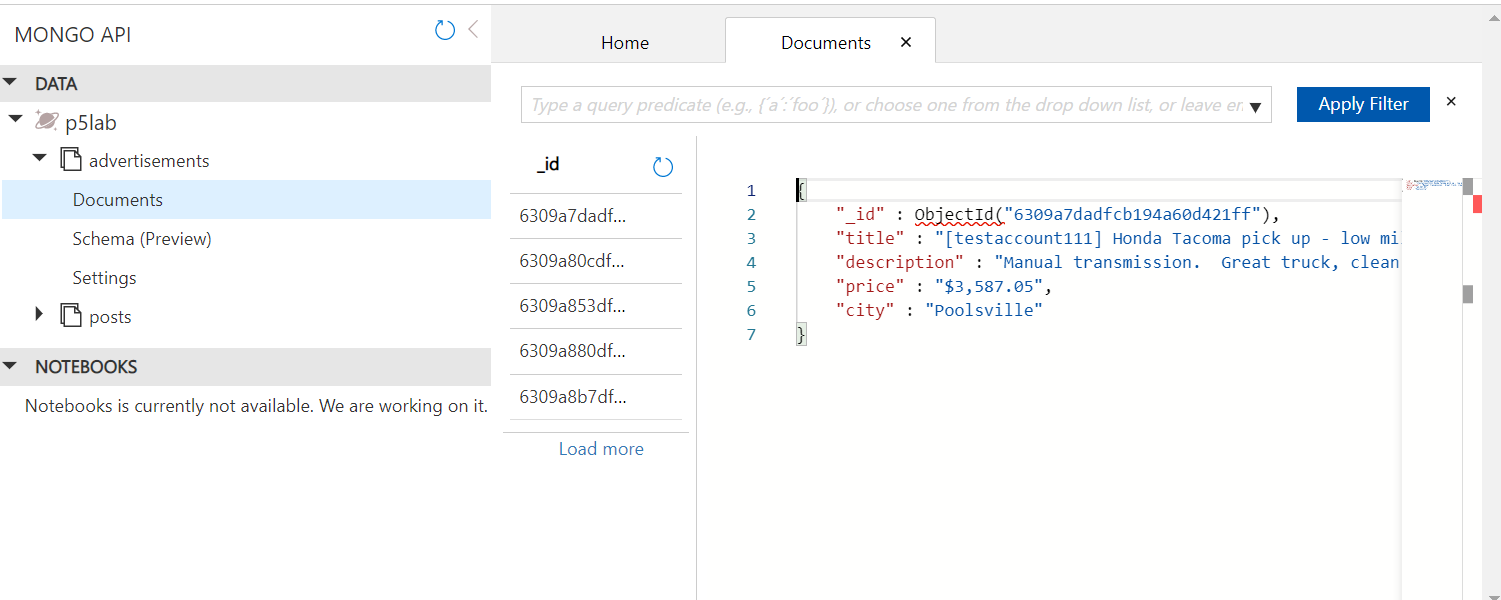 MONGO API
DATA
p5lab
advertisements
Documents
Schema (Preview)
Settings
posts
NOTEBOOKS
Notebooks is currently not available. We are working on it.
Home
Documents
Type a query predicate (e.g., {´a´:´foo´}), or choose one from the drop down list, or leave er
Apply Filter
_id
6309a7dadf...
6309a80cdf...
6309a853df...
6309a880df...
6309a8b7df...
Load more
1 {
2 "_id" : ObjectId("6309a7dadfcb194a60d421ff"),
3 "title" : "[testaccount111] Honda Tacoma pick up - low mi
4 "description" : "Manual transmission.  Great truck, clean
5 "price" : "$3,587.05",
6 "city" : "Poolsville"
7 }